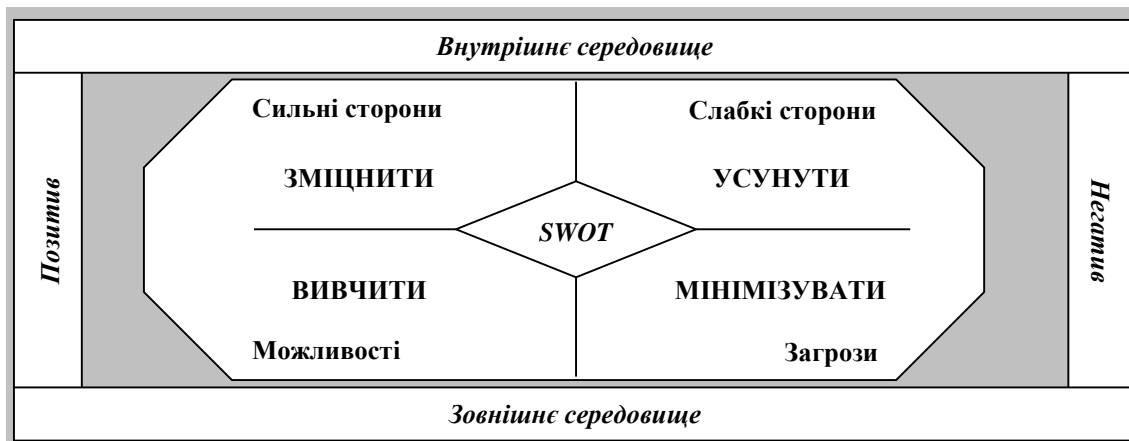 Внутрішнє середовище
Сильні сторони
Слабкі сторони
ЗМІЦНИТИ
УСУНУТИ
Позитив
SWOT
Негатив
ВИВЧИТИ
МІНІМІЗУВАТИ
Можливості
Загрози
Зовнішнє середовище